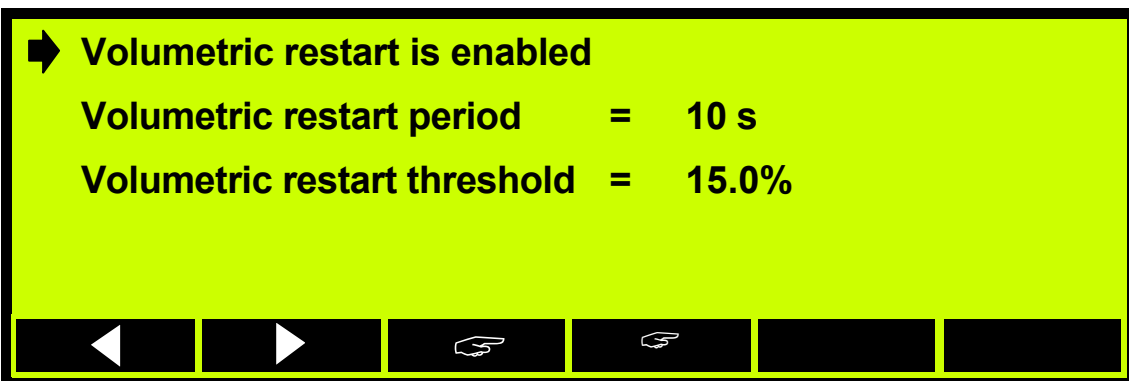 Volumetric restart is enabled
Volumetric restart period = 10 s
Volumetric restart threshold = 15.0%